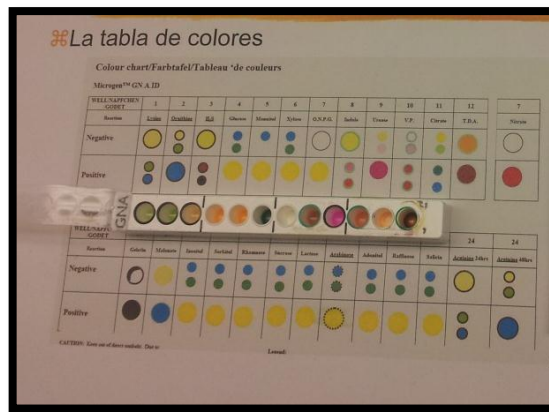 ⌘La tabla de colores
Colour chart/Farbtafel/Tableau 'de couleurs
Microgen™ GN A ID
WELL/NAPFCHEN GODET 1 2 3 4 5 6 7 8 9 10 11 12 7
Reaction Lysine Ornithine H₂S Glucose Mannitol Xylose O.N.P.G. Indole Urease V.P. Citrate T.D.A. Nitrate
Negative
Positive
GNA
GODET 24 24
Reaction Gelatin Malonate Inositol Sorbitol Rhamnose Sucrose Lactose Arabinose Adonitol Raffinose Salicin Arginine 24hrs Arginine 48hrs
Negative
Positive
CAUTION: